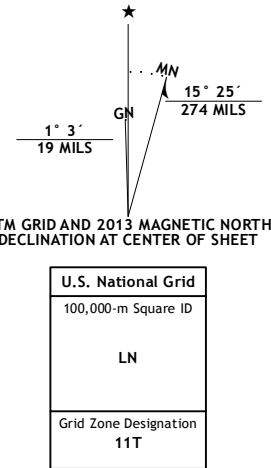 ★
MN
GN
15° 25´
274 MILS
1° 3´
19 MILS
TM GRID AND 2013 MAGNETIC NORTH
DECLINATION AT CENTER OF SHEET
U.S. National Grid
100,000-m Square ID
LN
Grid Zone Designation
11T